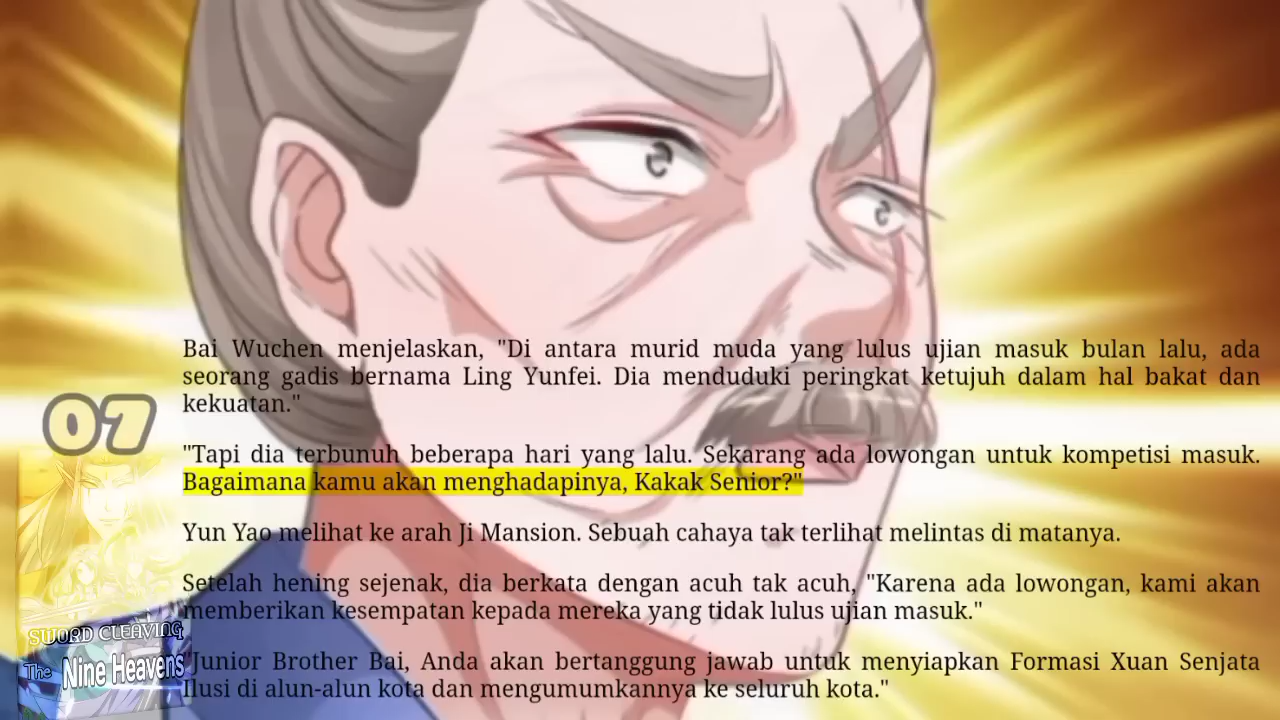 Bai Wuchen menjelaskan, "Di antara murid muda yang lulus ujian masuk bulan lalu, ada
seorang gadis bernama Ling Yunfei. Dia menduduki peringkat ketujuh dalam hal bakat dan
kekuatan."
07
"Tapi dia terbunuh beberapa hari yang lalu. Sekarang ada lowongan untuk kompetisi masuk.
Bagaimana kamu akan menghadapinya, Kakak Senior?"
Yun Yao melihat ke arah Ji Mansion. Sebuah cahaya tak terlihat melintas di matanya.
Setelah hening sejenak, dia berkata dengan acuh tak acuh, "Karena ada lowongan, kami akan
memberikan kesempatan kepada mereka yang tidak lulus ujian masuk."
SWORD CLEAVING
The Nine Heavens
"Junior Brother Bai, Anda akan bertanggung jawab untuk menyiapkan Formasi Xuan Senjata
Ilusi di alun-alun kota dan mengumumkannya ke seluruh kota."